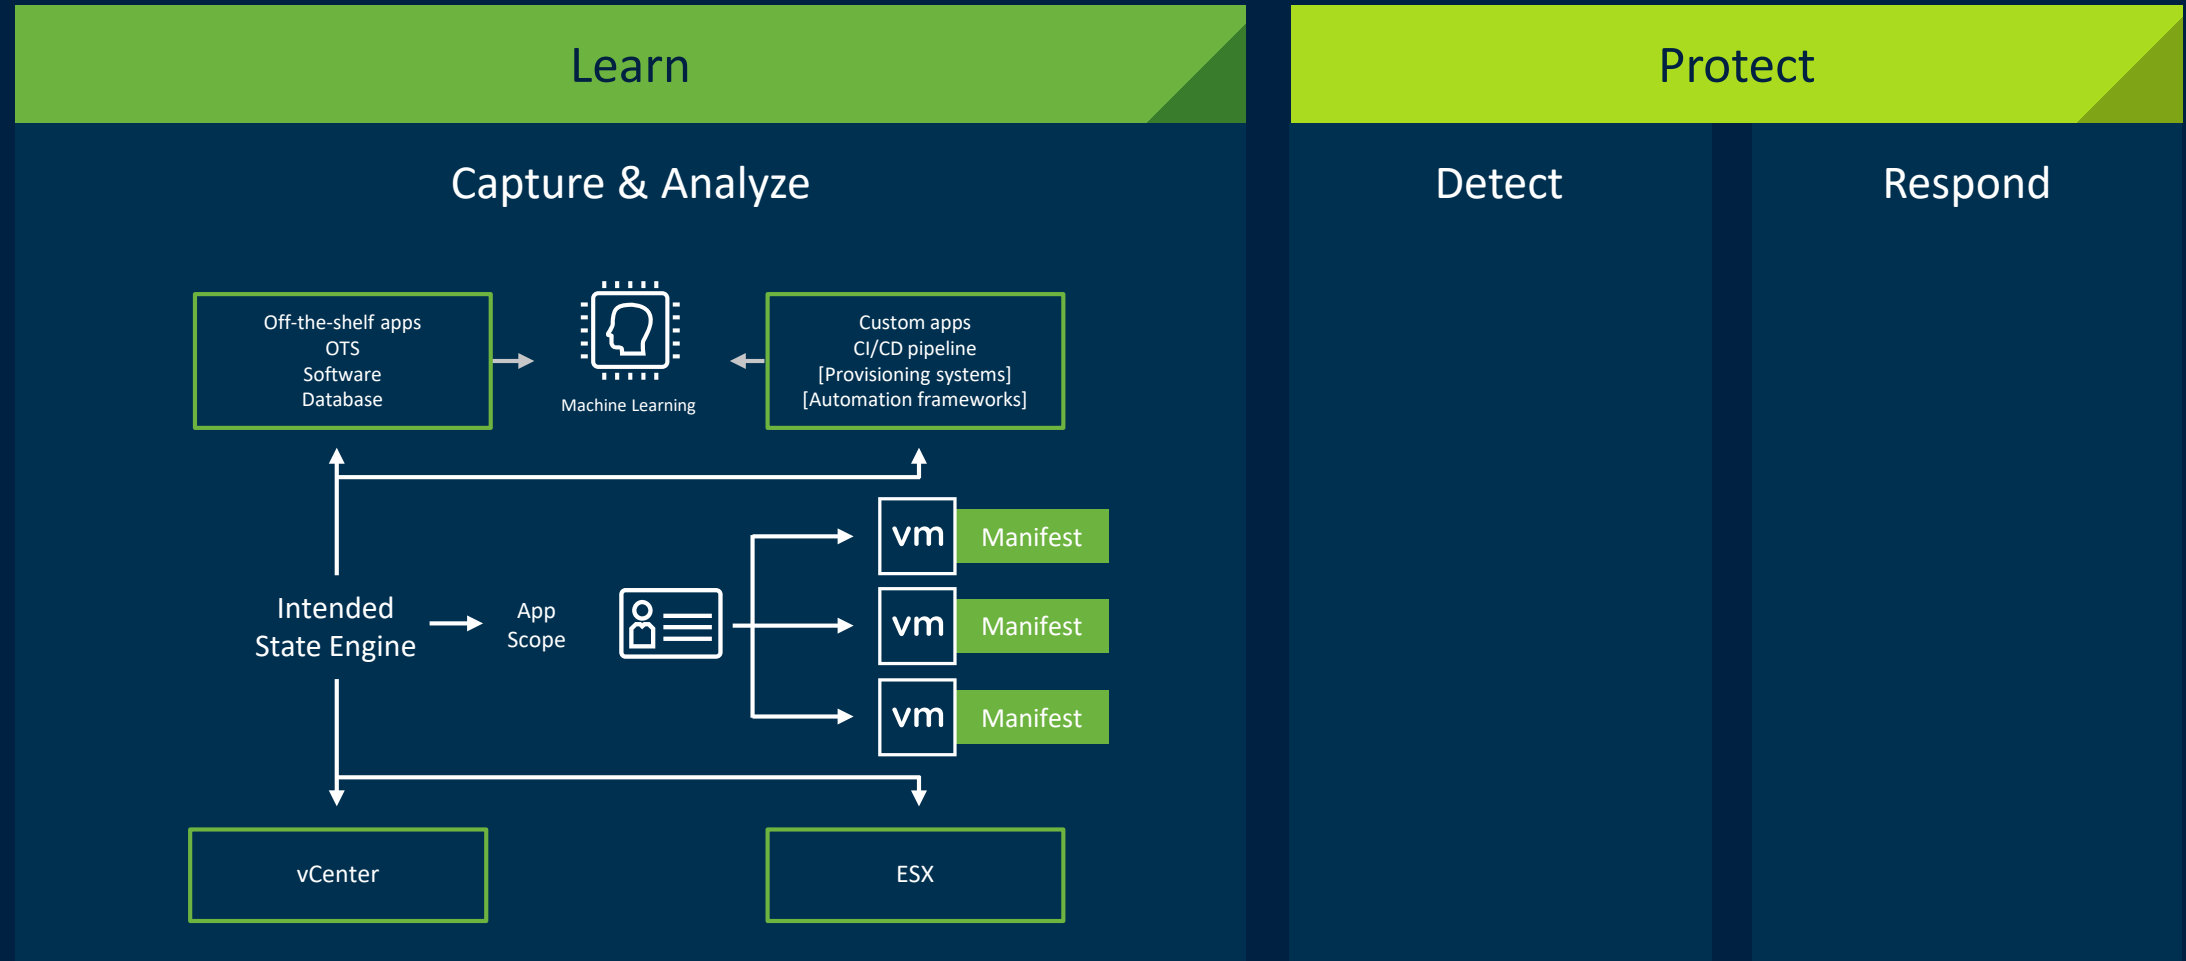 Learn
Protect
Capture & Analyze
Detect
Respond
Off-the-shelf apps
OTS
Software
Database
Machine Learning
Custom apps
CI/CD pipeline
[Provisioning systems]
[Automation frameworks]
vm
Manifest
Intended
State Engine
App
Scope
vm
Manifest
vm
Manifest
vCenter
ESX